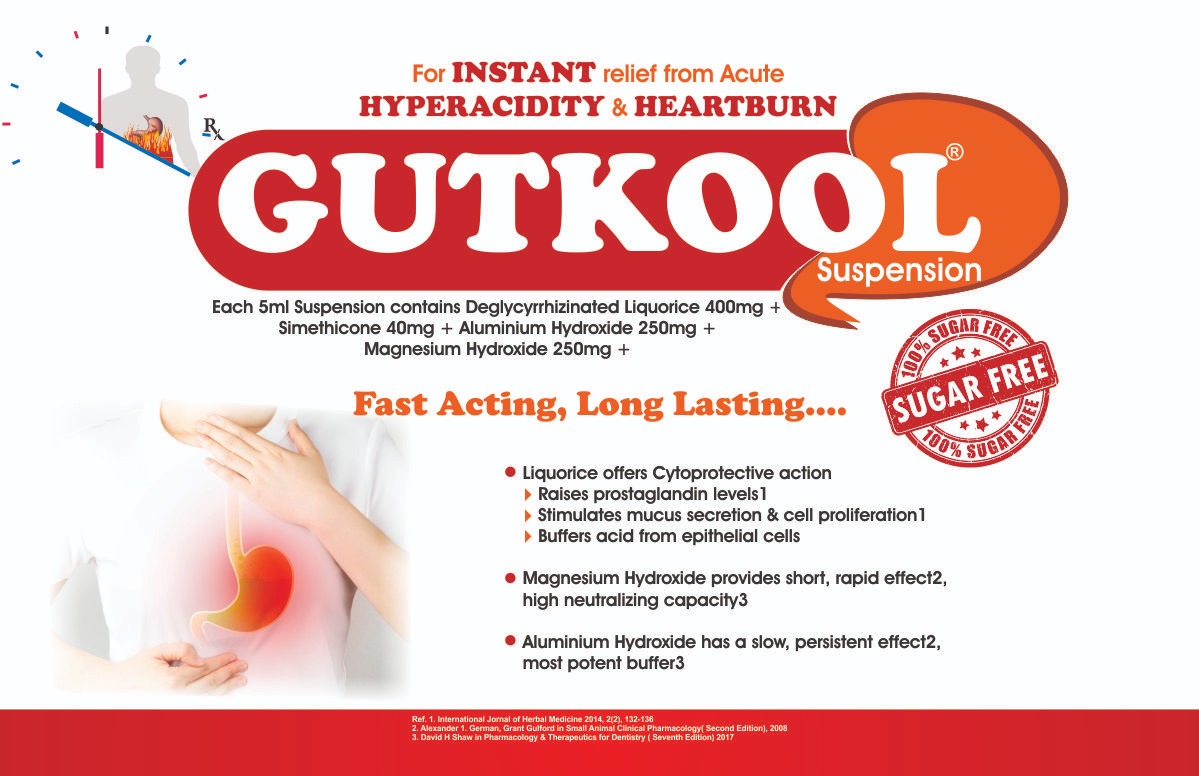 For INSTANT relief from Acute
HYPERACIDITY & HEARTBURN
Rx
GUTKOOL®
Suspension
Each 5ml Suspension contains Deglycyrrhizinated Liquorice 400mg +
Simethicone 40mg + Aluminium Hydroxide 250mg +
Magnesium Hydroxide 250mg +
100% SUGAR FREE
SUGAR FREE
100% SUGAR FREE
Fast Acting, Long Lasting....
Liquorice offers Cytoprotective action
Raises prostaglandin levels1
Stimulates mucus secretion & cell proliferation1
Buffers acid from epithelial cells
Magnesium Hydroxide provides short, rapid effect2,
high neutralizing capacity3
Aluminium Hydroxide has a slow, persistent effect2,
most potent buffer3
Ref. 1. International Jornal of Herbal Medicine 2014, 2(2), 132-136
2. Alexander 1. German, Grant Gulford in Small Animal Clinical Pharmacology( Second Edition), 2008
3. David H Shaw in Pharmacology & Therapeutics for Dentistry ( Seventh Edition) 2017